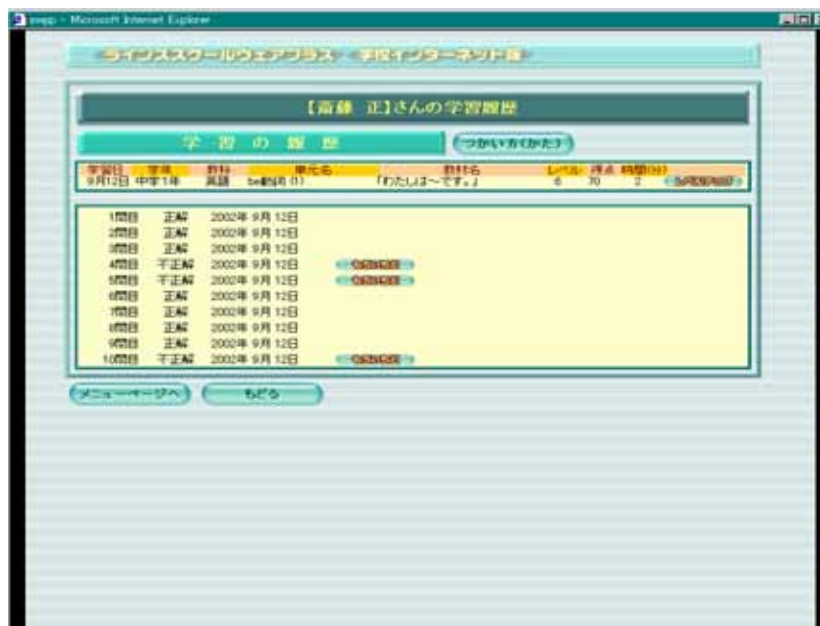 swpp - Microsoft Internet Explorer
ラインズスクールウェアプラス 学校インターネット版
【斎藤 正】さんの学習履歴
学習の履歴 つかい方(かた)
学習日 学年 教科 単元名 教材名 レベル 得点 時間(分)
9月12日 中学1年 英語 be動詞 (1) 「わたしは～です。」 6 70 2
1問目 正解 2002年 9月 12日
2問目 正解 2002年 9月 12日
3問目 正解 2002年 9月 12日
4問目 不正解 2002年 9月 12日
5問目 不正解 2002年 9月 12日
6問目 正解 2002年 9月 12日
7問目 正解 2002年 9月 12日
8問目 正解 2002年 9月 12日
9問目 正解 2002年 9月 12日
10問目 不正解 2002年 9月 12日
メニューページへ もどる